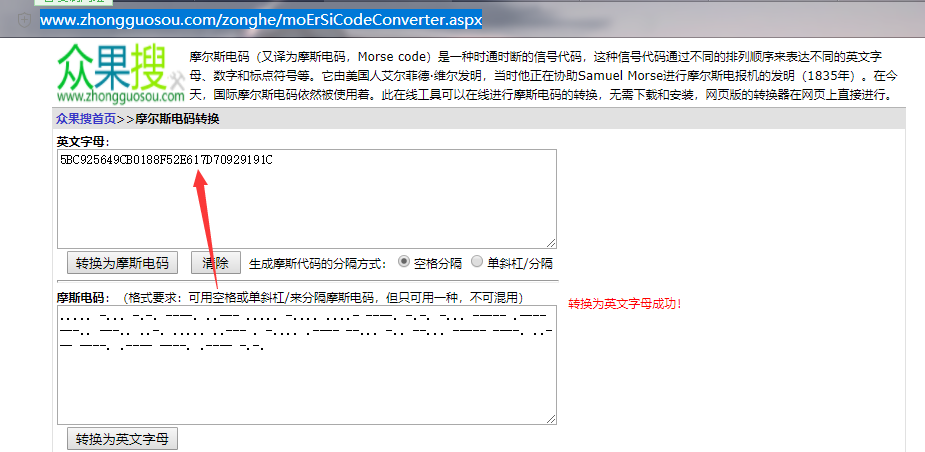 www.zhongguosou.com/zonghe/moErSiCodeConverter.aspx
众果搜
www.zhongguosou.com
摩尔斯电码（又译为摩斯电码，Morse code）是一种时通时断的信号代码，这种信号代码通过不同的排列顺序来表达不同的英文字
母、数字和标点符号等。它由美国人艾尔菲德·维尔发明，当时他正在协助Samuel Morse进行摩尔斯电报机的发明（1835年）。在今
天，国际摩尔斯电码依然被使用着。此在线工具可以在线进行摩斯电码的转换，无需下载和安装，网页版的转换器在网页上直接进行。
众果搜首页>>摩尔斯电码转换
英文字母：
5BC925649CB0188F52E617D70929191C
转换为摩斯电码 清除 生成摩斯代码的分隔方式： 空格分隔 单斜杠/分隔
摩斯电码：（格式要求：可用空格或单斜杠/来分隔摩斯电码，但只可用一种，不可混用）
转换为英文字母成功！
..... -... -.-. ----. ..--- ..... -.... ....- ----. -.-. -... ----- .----
---.. ---.. ..-. ..... ..--- . -.... .---- --... -.. --... ----- ----. ..-
-- ----. .---- ----. .---- -.-.
转换为英文字母